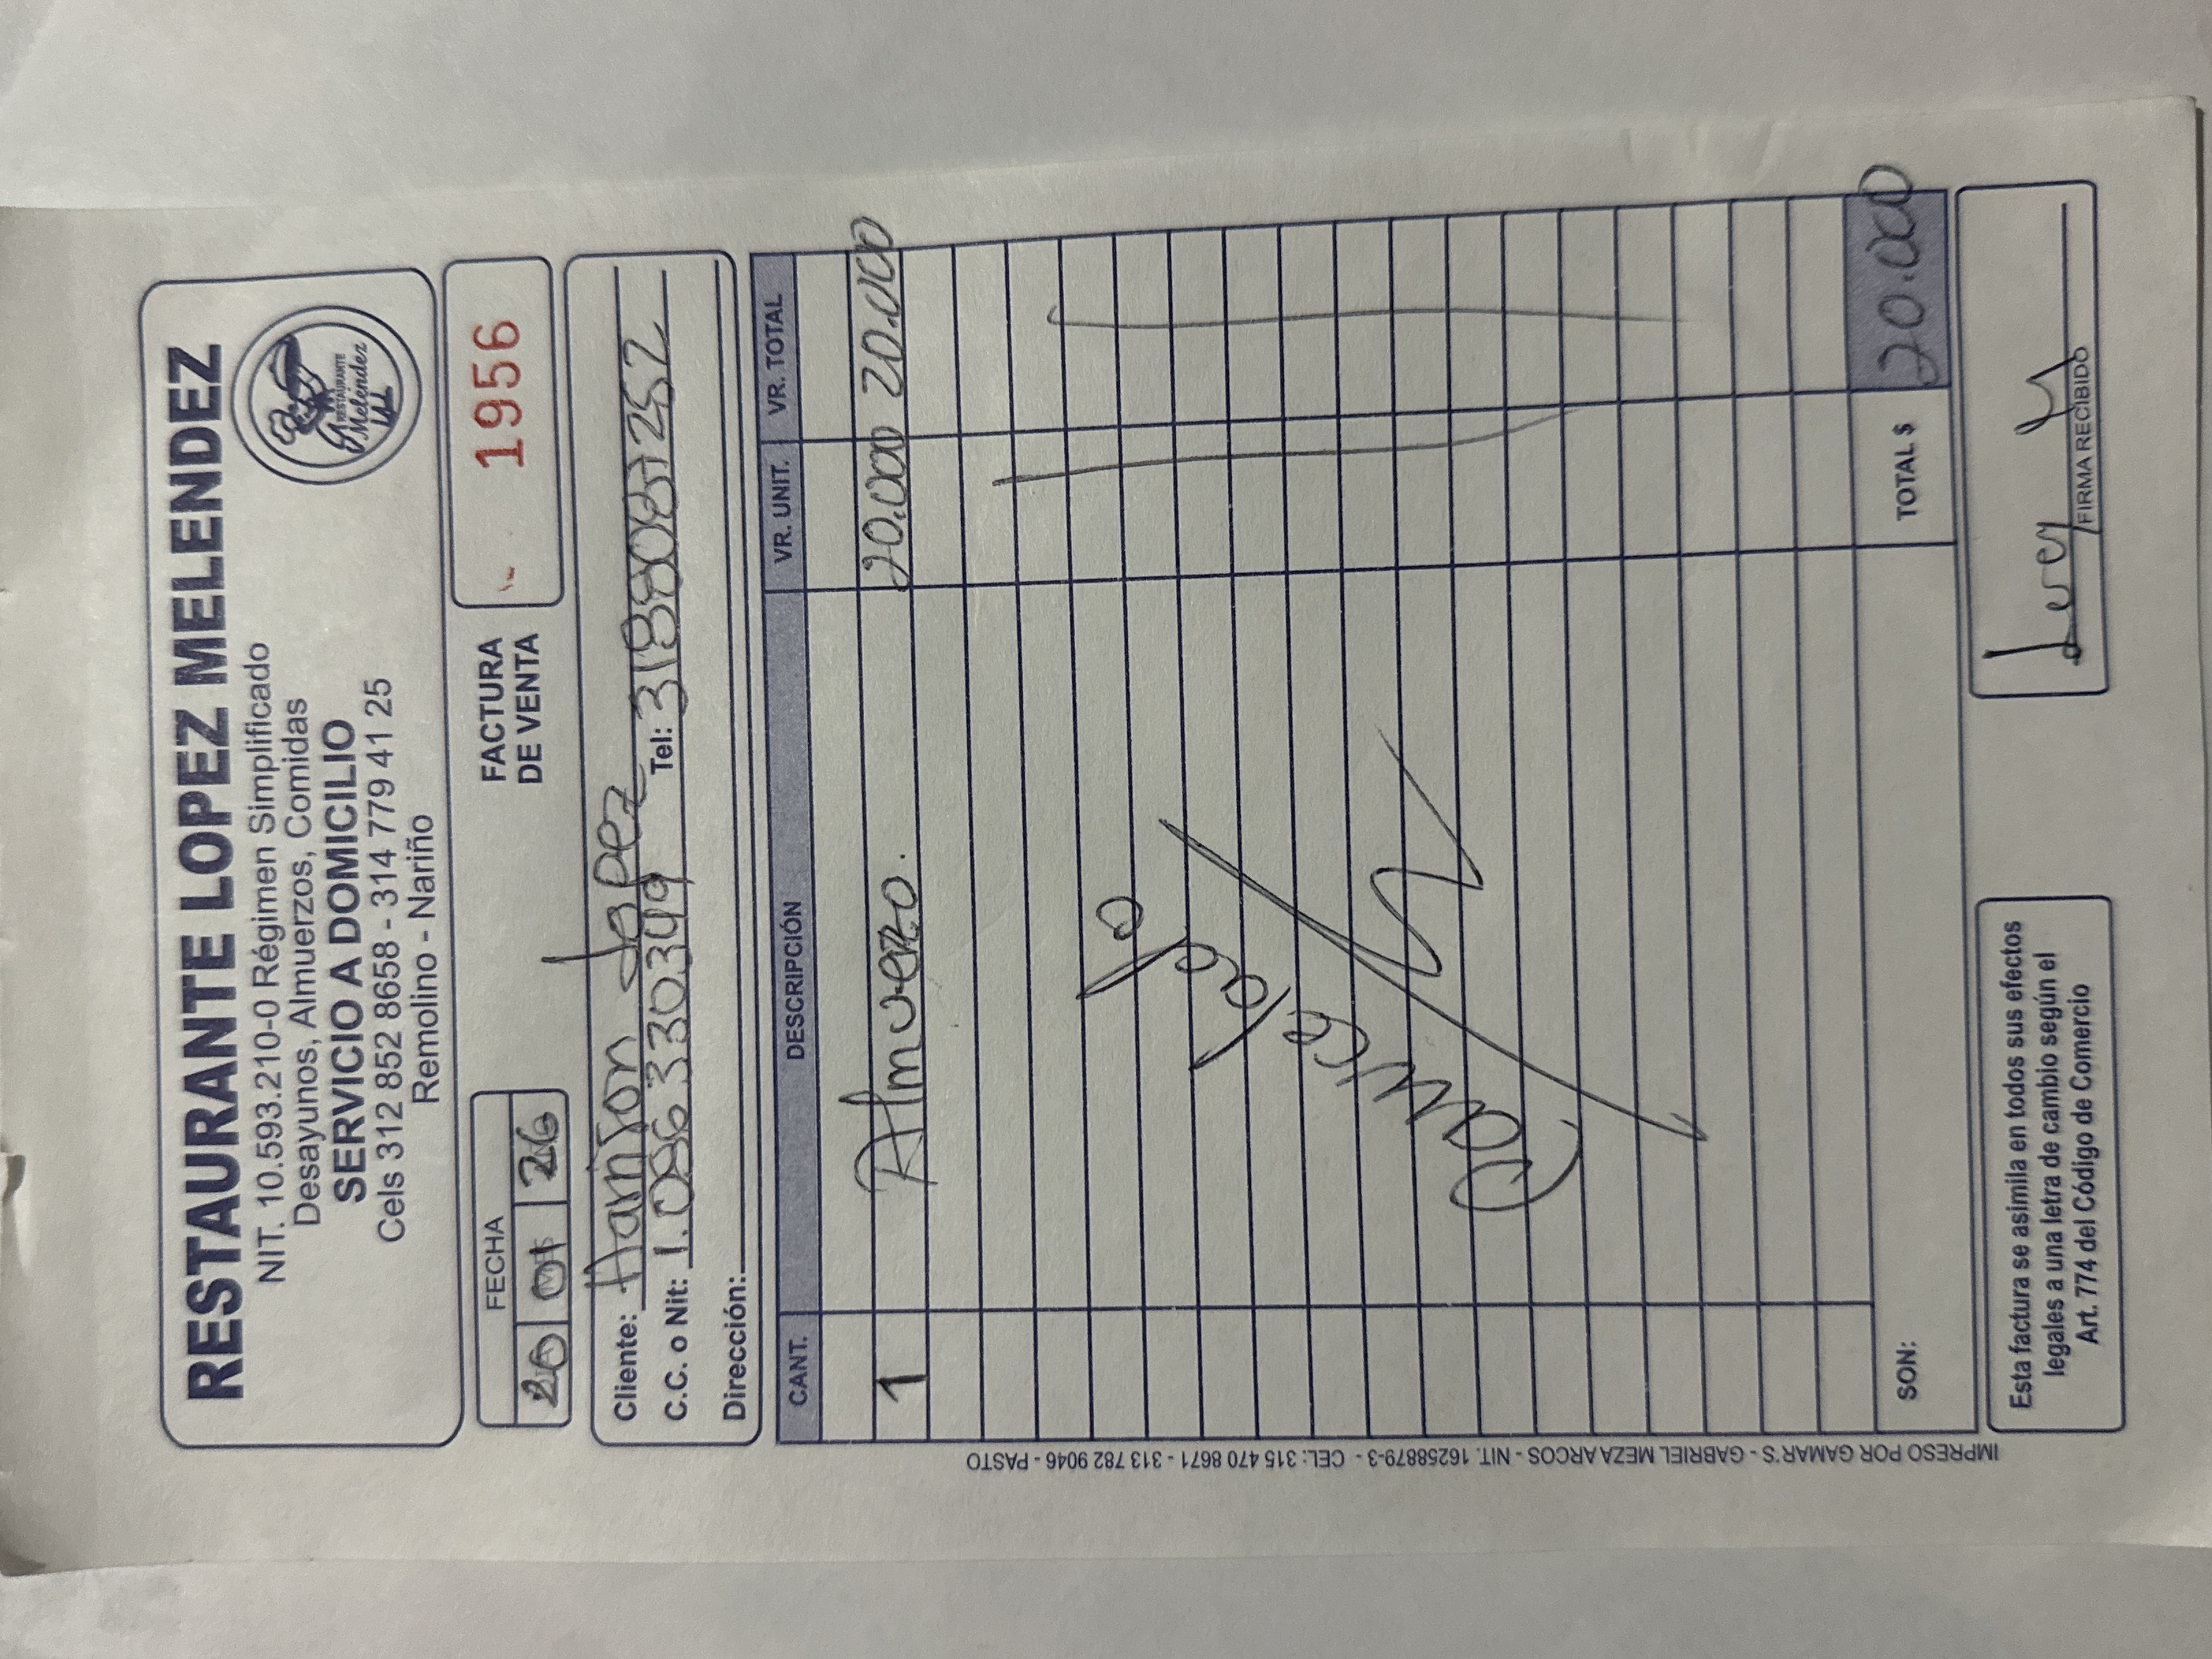 RESTAURANTE LOPEZ MELENDEZ
NIT. 10.593.210-0 Régimen Simplificado
Desayunos, Almuerzos, Comidas
SERVICIO A DOMICILIO
Cels 312 852 8658 - 314 779 41 25
Remolino - Nariño
RESTAURANTE
Meléndez
FECHA
20 01 26
FACTURA
DE VENTA
1956
Cliente: Harrison Lopez
C.C. o Nit: 1.086.330349 Tel: 3188087252
Dirección:
CANT. DESCRIPCIÓN VR. UNIT. VR. TOTAL
1 Almuerzo. 20.000 20.000
Cancelado
SON: TOTAL $ 20.000
Esta factura se asimila en todos sus efectos
legales a una letra de cambio según el
Art. 774 del Código de Comercio
FIRMA RECIBIDO
IMPRESO POR GAMAR'S - GABRIEL MEZA ARCOS - NIT. 16258879-3 - CEL: 315 470 8671 - 313 782 9046 - PASTO